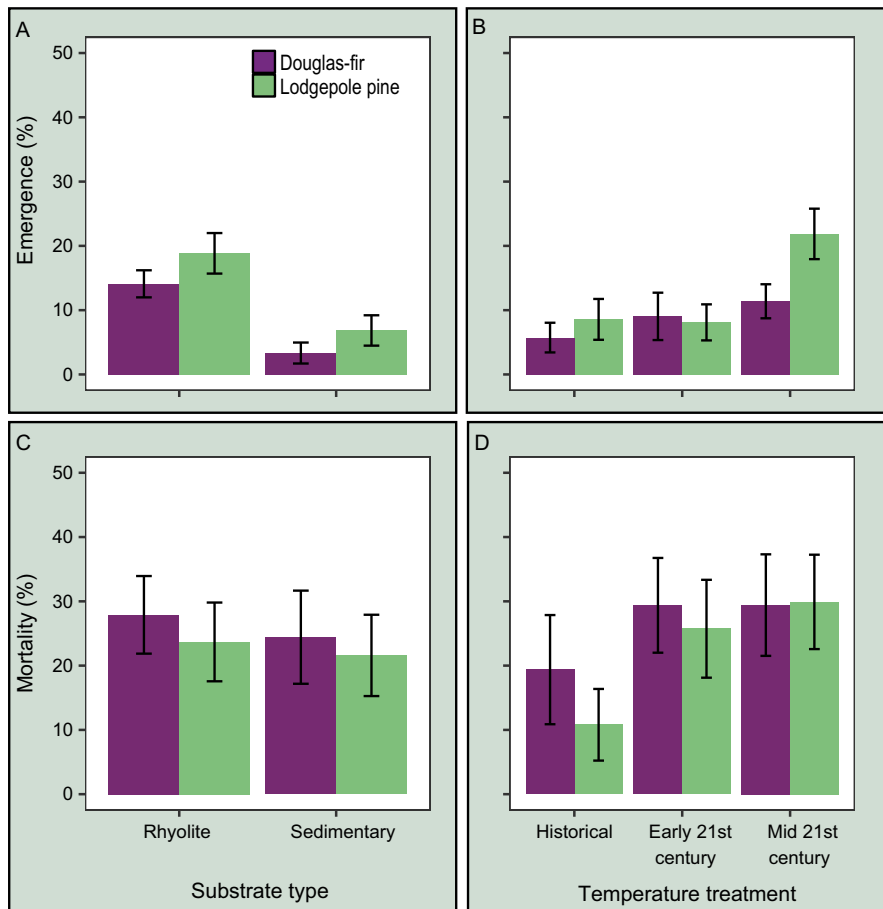 A
B
Douglas-fir
Lodgepole pine
Emergence (%)
50
40
30
20
10
0
C
D
Mortality (%)
50
40
30
20
10
0
Rhyolite
Sedimentary
Historical
Early 21st
century
Mid 21st
century
Substrate type
Temperature treatment